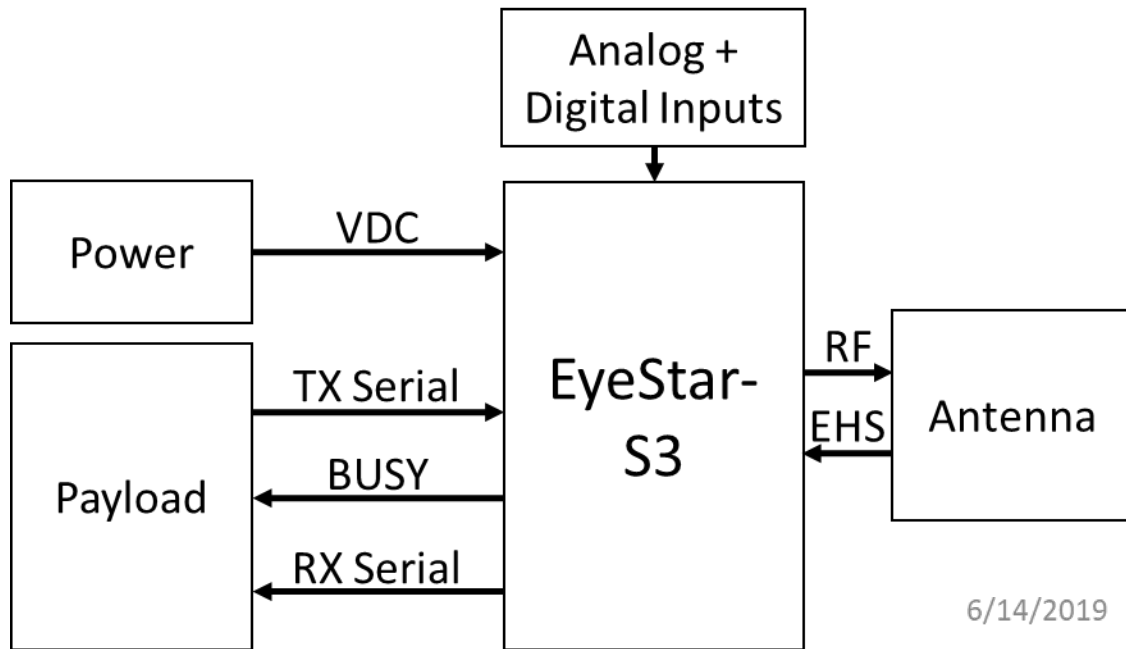 Analog +
Digital Inputs
Power
VDC
TX Serial
BUSY
RX Serial
Payload
EyeStar-
S3
RF
EHS
Antenna
6/14/2019